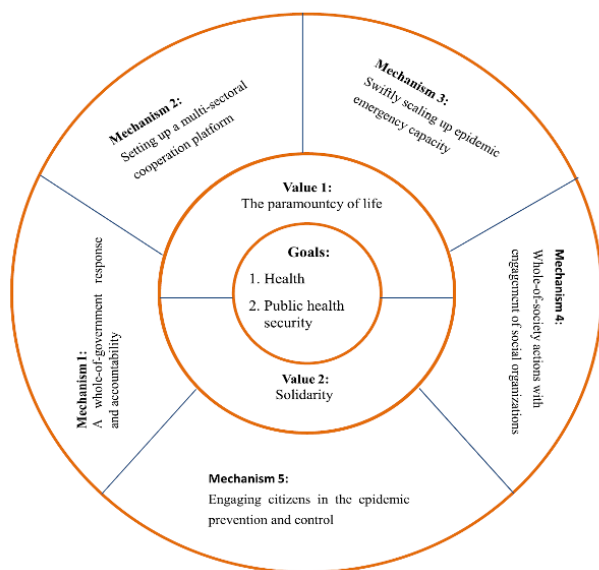 Mechanism 1:
A whole-of-government response
and accountability
Mechanism 2:
Setting up a multi-sectoral
cooperation platform
Mechanism 3:
Swiftly scaling up epidemic
emergency capacity
Mechanism 4:
Whole-of-society actions with
engagement of social organizations
Mechanism 5:
Engaging citizens in the epidemic
prevention and control
Value 1:
The paramountcy of life
Goals:
1. Health
2. Public health
security
Value 2:
Solidarity